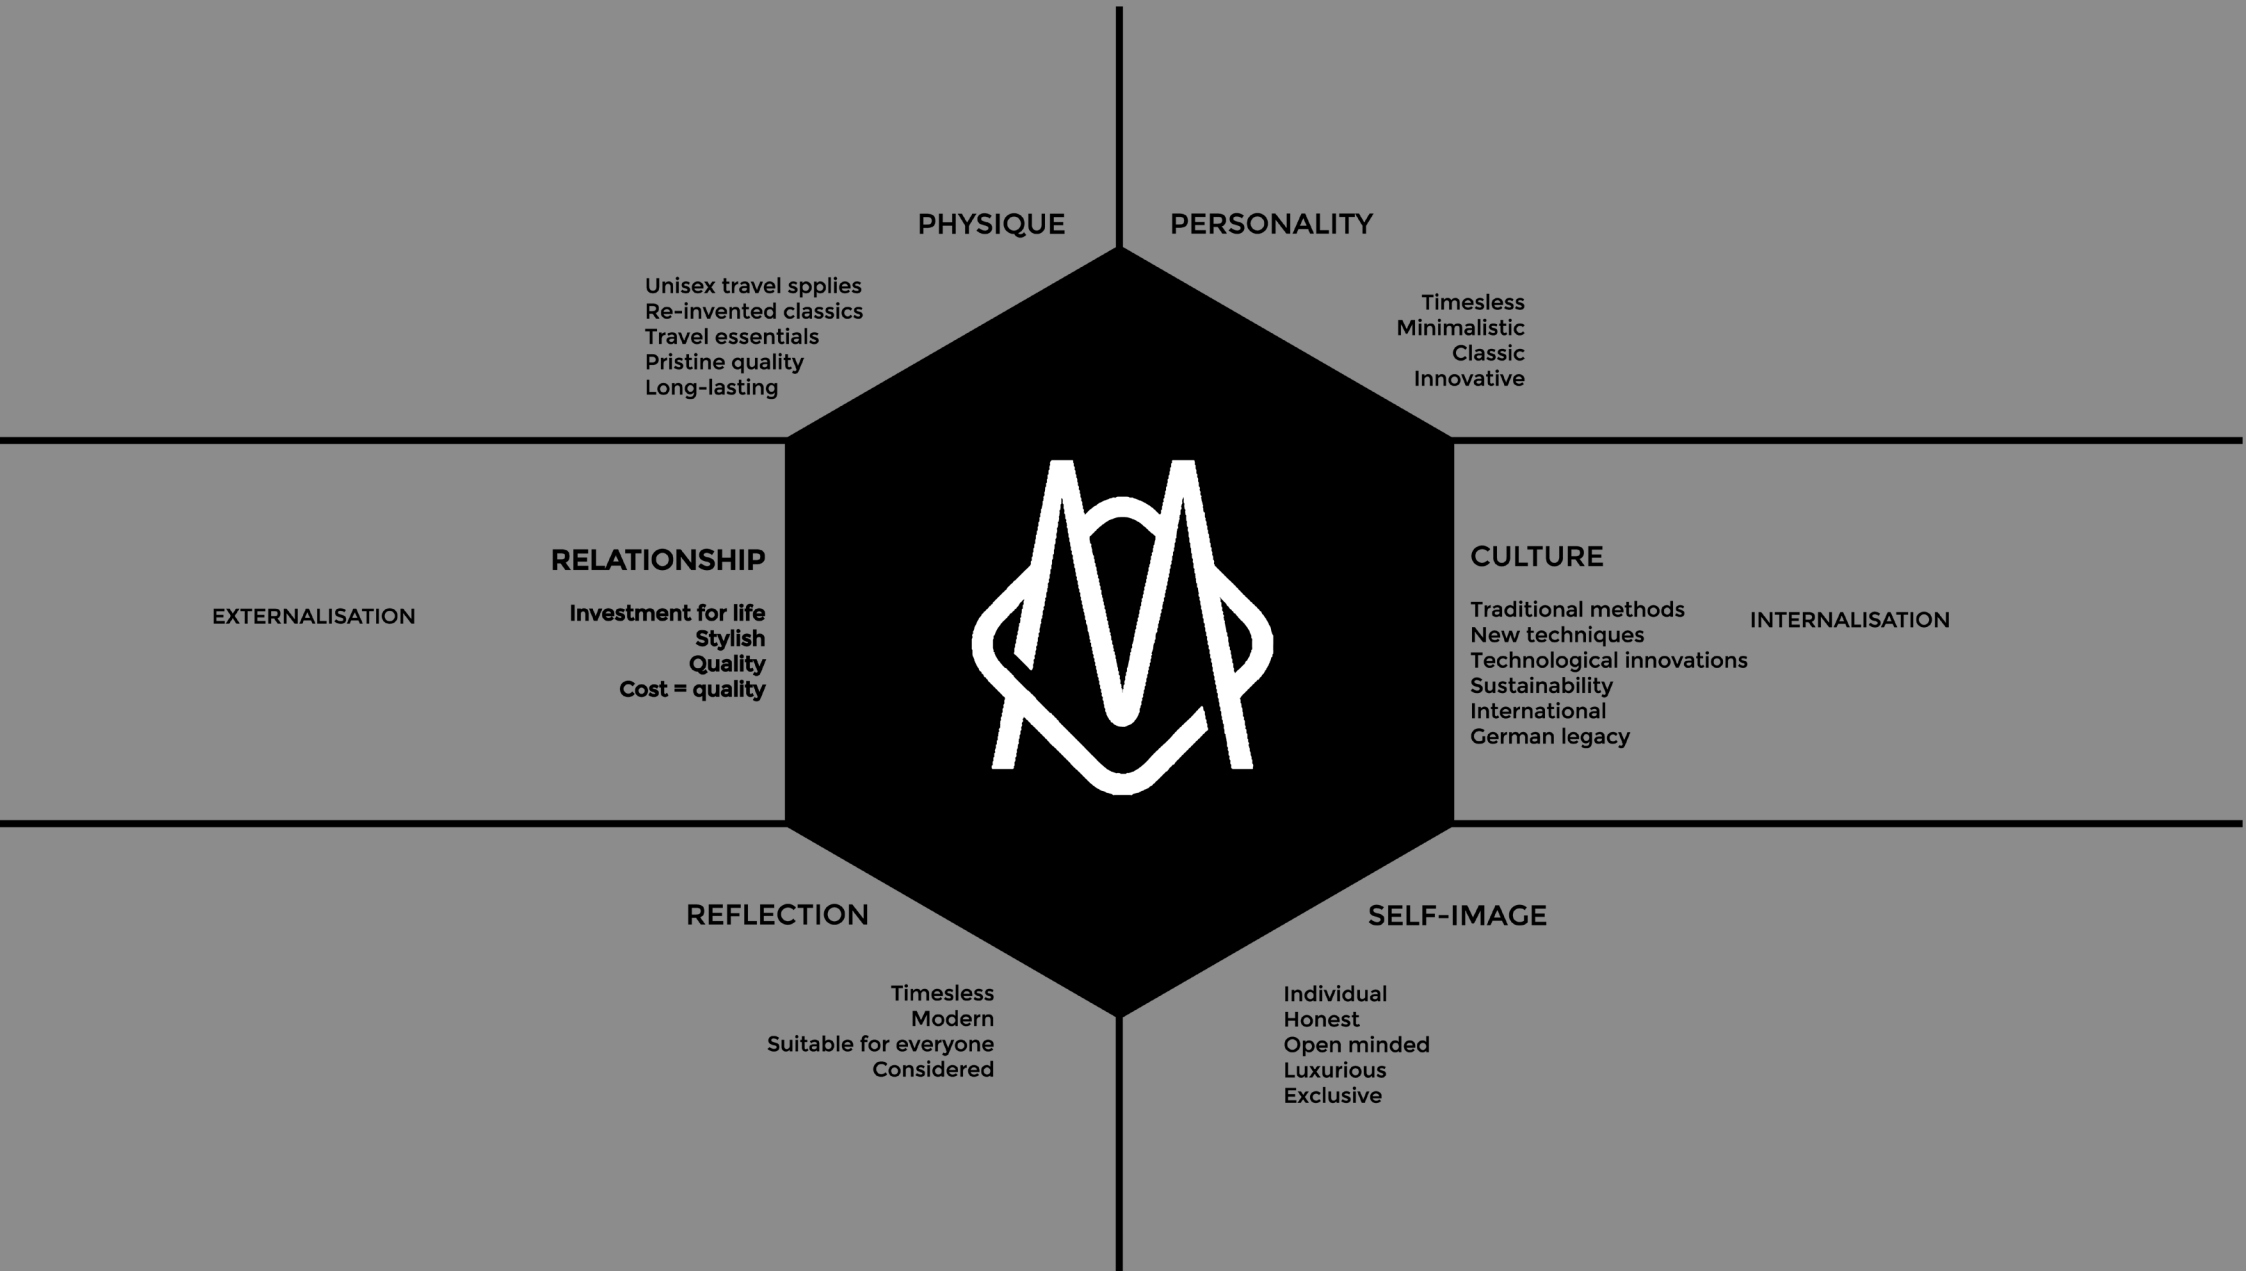 PHYSIQUE
Unisex travel spplies
Re-invented classics
Travel essentials
Pristine quality
Long-lasting
PERSONALITY
Timesless
Minimalistic
Classic
Innovative
EXTERNALISATION
RELATIONSHIP
Investment for life
Stylish
Quality
Cost = quality
CULTURE
Traditional methods
New techniques
Technological innovations
Sustainability
International
German legacy
INTERNALISATION
REFLECTION
Timesless
Modern
Suitable for everyone
Considered
SELF-IMAGE
Individual
Honest
Open minded
Luxurious
Exclusive